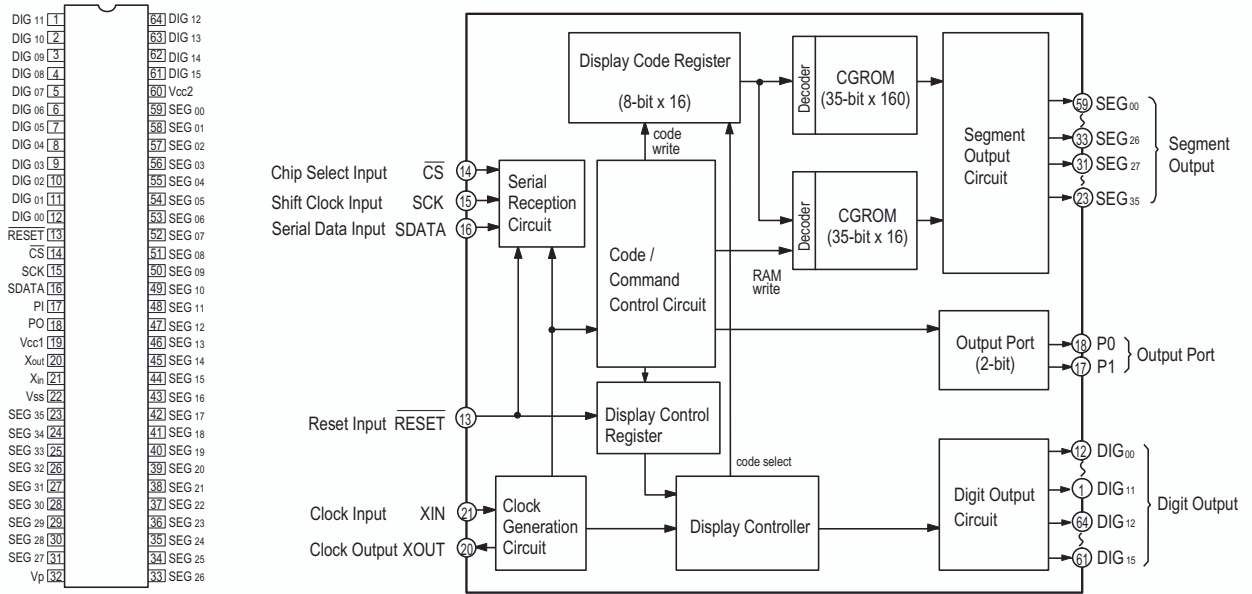 DIG 11 1 64 DIG 12
DIG 10 2 63 DIG 13
DIG 09 3 62 DIG 14
DIG 08 4 61 DIG 15
DIG 07 5 60 Vcc2
DIG 06 6 59 SEG 00
DIG 05 7 58 SEG 01
DIG 04 8 57 SEG 02
DIG 03 9 56 SEG 03
DIG 02 10 55 SEG 04
DIG 01 11 54 SEG 05
DIG 00 12 53 SEG 06
RESET 13 52 SEG 07
CS 14 51 SEG 08
SCK 15 50 SEG 09
SDATA 16 49 SEG 10
PI 17 48 SEG 11
PO 18 47 SEG 12
Vcc1 19 46 SEG 13
Xout 20 45 SEG 14
Xin 21 44 SEG 15
Vss 22 43 SEG 16
SEG 35 23 42 SEG 17
SEG 34 24 41 SEG 18
SEG 33 25 40 SEG 19
SEG 32 26 39 SEG 20
SEG 31 27 38 SEG 21
SEG 30 28 37 SEG 22
SEG 29 29 36 SEG 23
SEG 28 30 35 SEG 24
SEG 27 31 34 SEG 25
Vp 32 33 SEG 26
Display Code Register
(8-bit x 16)
Decoder
CGROM
(35-bit x 160)
Segment
Output
Circuit
59 SEG00
33 SEG26
31 SEG27
23 SEG35
Segment
Output
code
write
Chip Select Input CS 14
Shift Clock Input SCK 15
Serial Data Input SDATA 16
Serial
Reception
Circuit
Code /
Command
Control Circuit
Decoder
CGROM
(35-bit x 16)
RAM
write
Output Port
(2-bit)
18 P0
17 P1
Output Port
Reset Input RESET 13
Display Control
Register
code select
Clock Input XIN 21
Clock Output XOUT 20
Clock
Generation
Circuit
Display Controller
Digit Output
Circuit
12 DIG00
1 DIG11
64 DIG12
61 DIG15
Digit Output